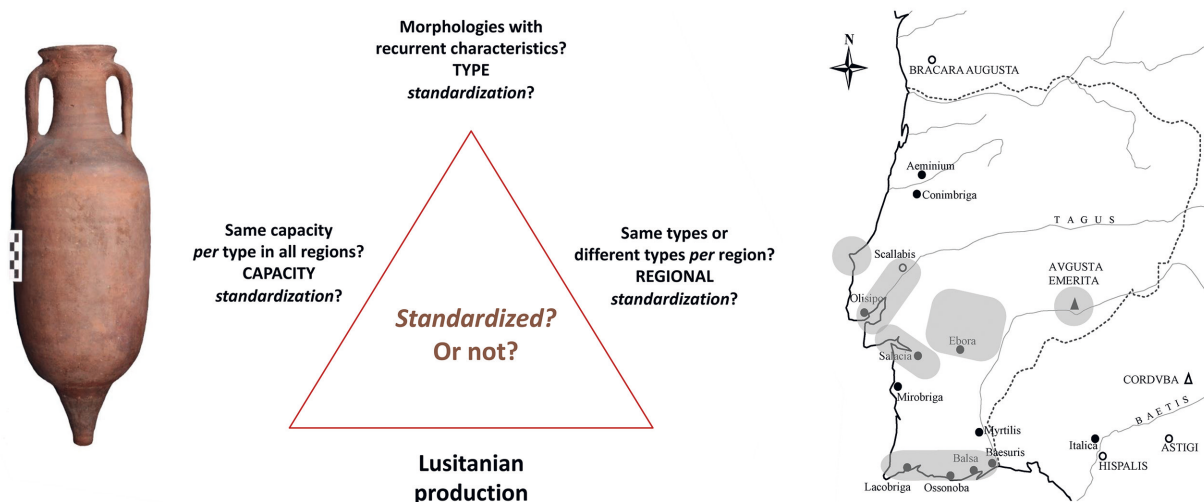 Morphologies with
recurrent characteristics?
TYPE
standardization?
Same capacity
per type in all regions?
CAPACITY
standardization?
Same types or
different types per region?
REGIONAL
standardization?
Standardized?
Or not?
Lusitanian
production
N
BRACARA AUGUSTA
Aeminium
Conimbriga
TAGUS
Scallabis
AVGUSTA
EMERITA
Olisipo
Ebora
Salacia
CORDVBA
Mirobriga
BAETIS
Myrtilis
Italica
ASTIGI
Baesuris
Balsa
HISPALIS
Lacobriga
Ossonoba